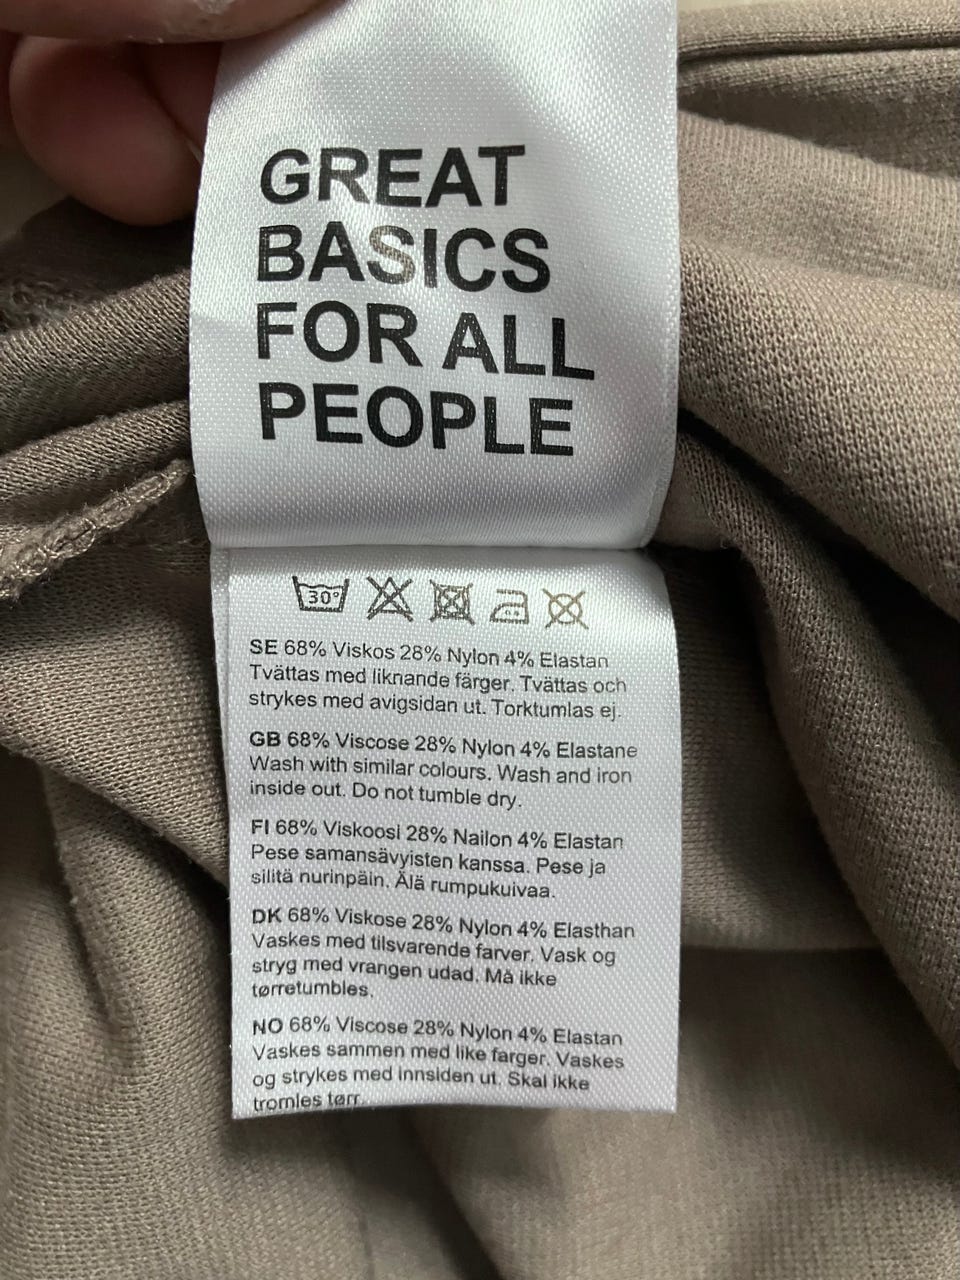 GREAT
BASICS
FOR ALL
PEOPLE
30°
SE 68% Viskos 28% Nylon 4% Elastan
Tvättas med liknande färger. Tvättas och
strykes med avigsidan ut. Torktumlas ej.
GB 68% Viscose 28% Nylon 4% Elastane
Wash with similar colours. Wash and iron
inside out. Do not tumble dry.
FI 68% Viskoosi 28% Nailon 4% Elastan
Pese samansävyisten kanssa. Pese ja
silitä nurinpäin. Älä rumpukuivaa.
DK 68% Viskose 28% Nylon 4% Elasthan
Vaskes med tilsvarende farver. Vask og
stryg med vrangen udad. Må ikke
tørretumbles.
NO 68% Viscose 28% Nylon 4% Elastan
Vaskes sammen med like farger. Vaskes
og strykes med innsiden ut. Skal ikke
tromles tørr.